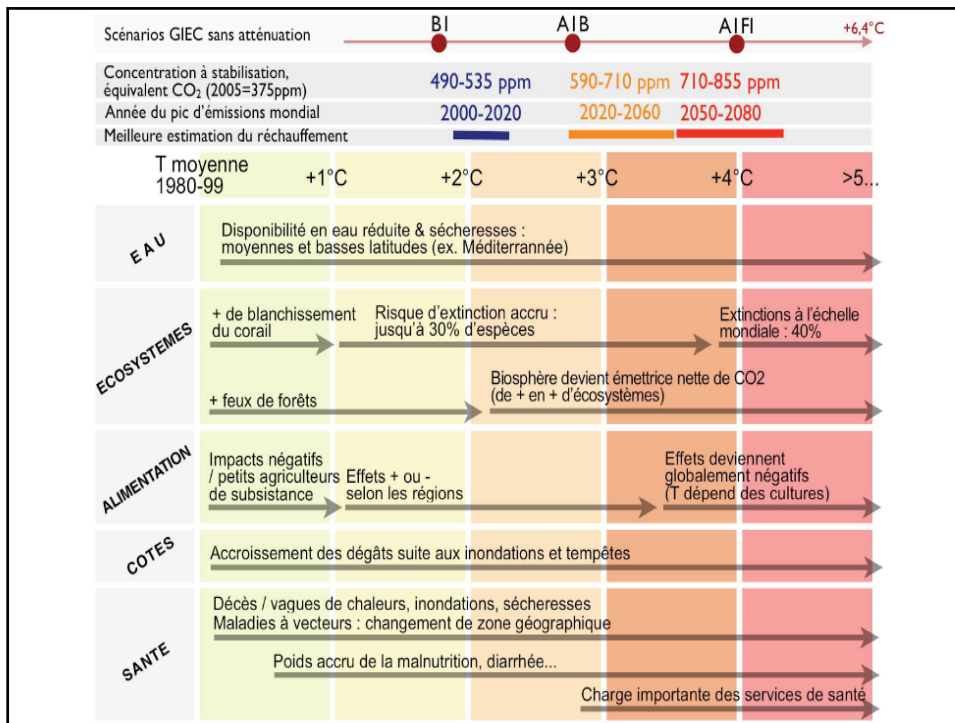 Scénarios GIEC sans atténuation
B1 A1B A1FI +6,4°C
Concentration à stabilisation,
équivalent CO₂ (2005=375ppm)
490-535 ppm 590-710 ppm 710-855 ppm
Année du pic d'émissions mondial 2000-2020 2020-2060 2050-2080
Meilleure estimation du réchauffement
T moyenne
1980-99
+1°C +2°C +3°C +4°C >5...
EAU
Disponibilité en eau réduite & sécheresses :
moyennes et basses latitudes (ex. Méditerrannée)
ECOSYSTEMES
+ de blanchissement
du corail
Risque d'extinction accru :
jusqu'à 30% d'espèces
Extinctions à l'échelle
mondiale : 40%
+ feux de forêts
Biosphère devient émettrice nette de CO2
(de + en + d'écosystèmes)
ALIMENTATION
Impacts négatifs
/ petits agriculteurs
de subsistance
Effets + ou -
selon les régions
Effets deviennent
globalement négatifs
(T dépend des cultures)
COTES
Accroissement des dégâts suite aux inondations et tempêtes
SANTE
Décès / vagues de chaleurs, inondations, sécheresses
Maladies à vecteurs : changement de zone géographique
Poids accru de la malnutrition, diarrhée...
Charge importante des services de santé